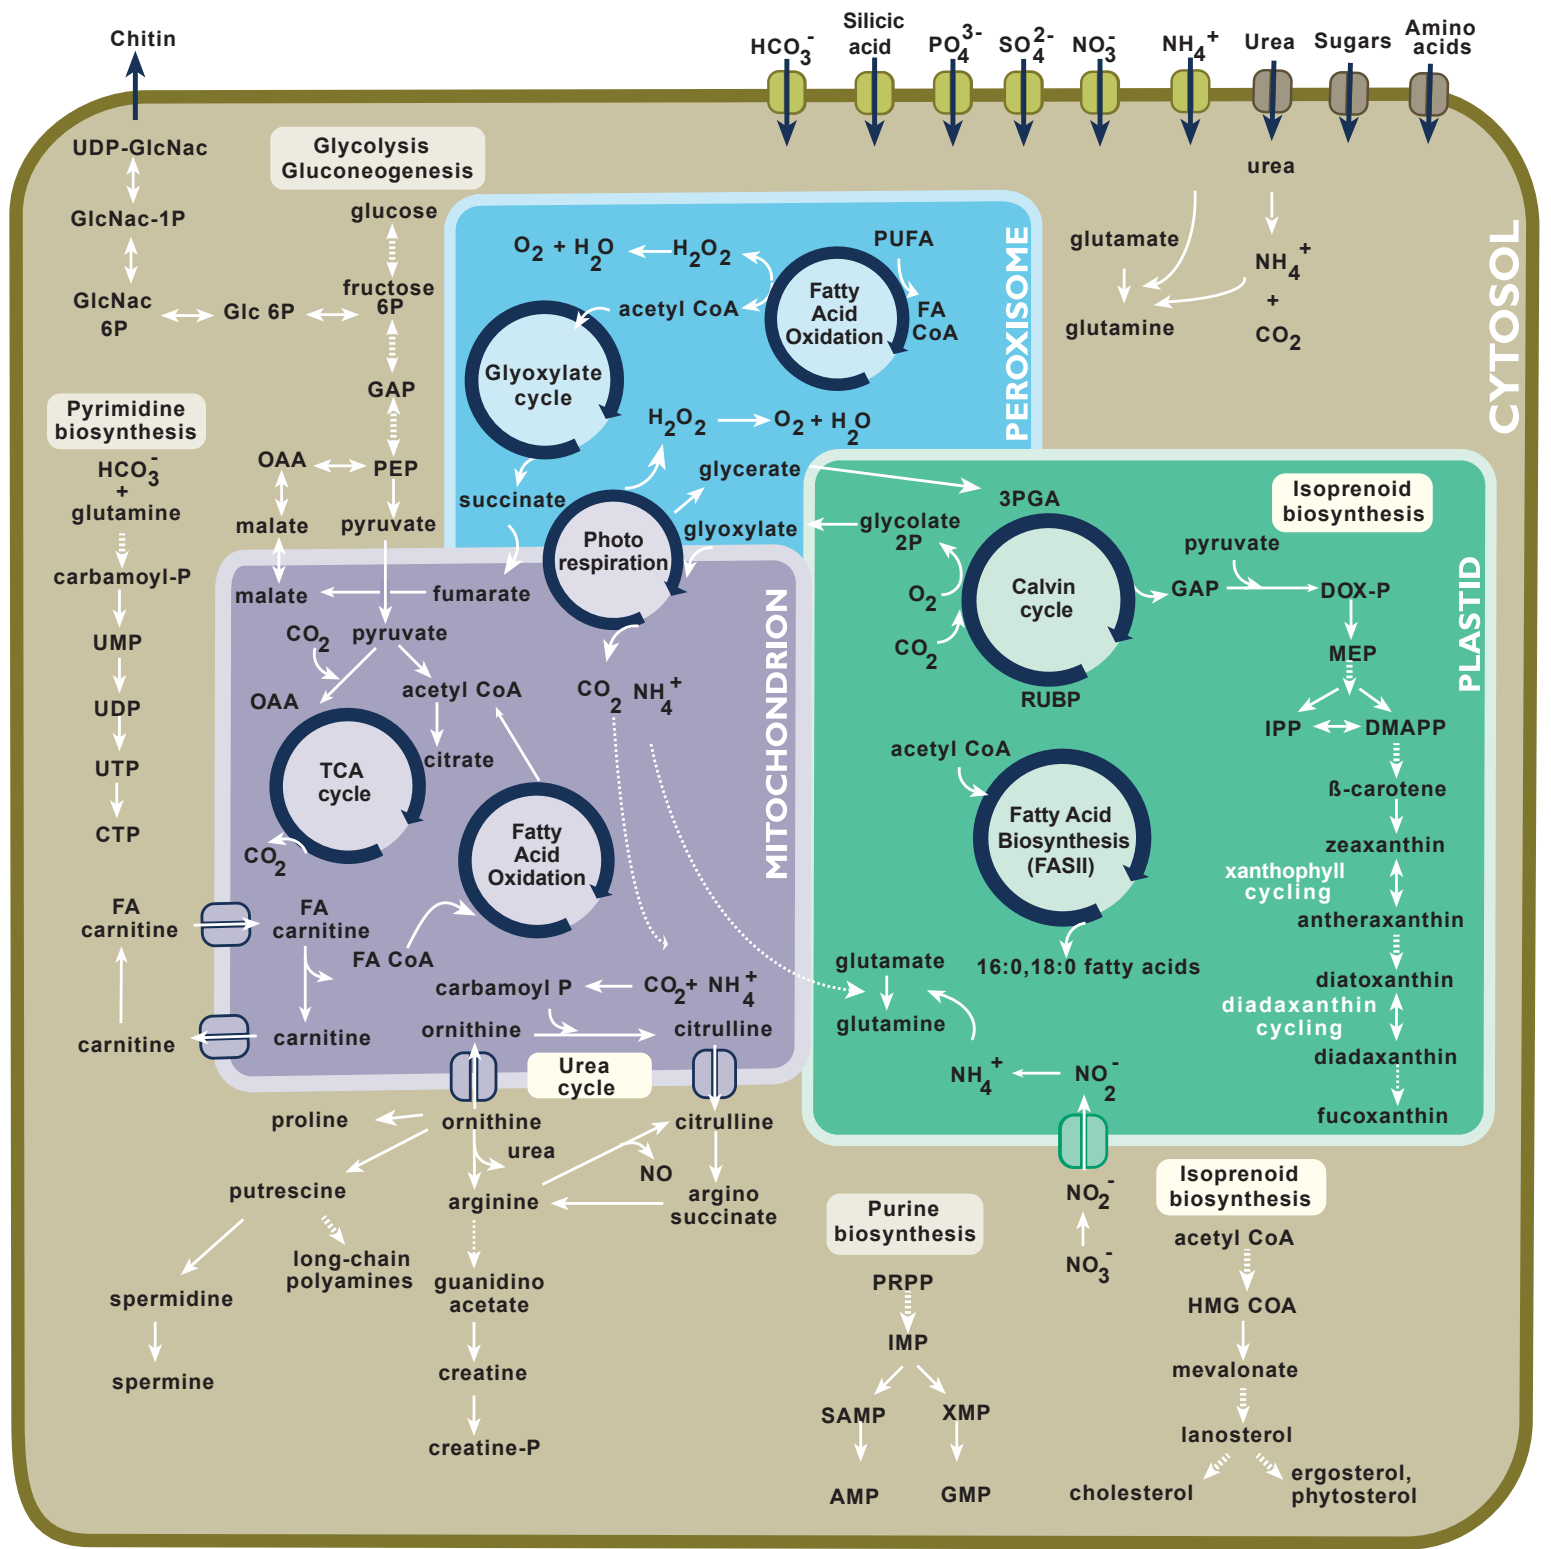 Chitin
HCO3-
Silicic
acid
PO4 3-
SO4 2-
NO3-
NH4+
Urea
Sugars
Amino
acids
CYTOSOL
UDP-GlcNac
GlcNac-1P
GlcNac
6P
Glc 6P
Glycolysis
Gluconeogenesis
glucose
fructose
6P
GAP
PEP
OAA
malate
pyruvate
Pyrimidine
biosynthesis
HCO3-
+
glutamine
carbamoyl-P
UMP
UDP
UTP
CTP
urea
glutamate
glutamine
NH4+
+
CO2
PEROXISOME
O2 + H2O
H2O2
PUFA
acetyl CoA
Fatty
Acid
Oxidation
FA
CoA
Glyoxylate
cycle
H2O2
O2 + H2O
glycerate
succinate
Photo
respiration
glyoxylate
MITOCHONDRION
malate
fumarate
CO2
pyruvate
OAA
acetyl CoA
CO2
NH4+
TCA
cycle
citrate
CO2
Fatty
Acid
Oxidation
FA
carnitine
FA
carnitine
FA CoA
carnitine
carnitine
carbamoyl P
CO2+ NH4+
ornithine
citrulline
Urea
cycle
PLASTID
3PGA
glycolate
2P
O2
CO2
Calvin
cycle
RUBP
Isoprenoid
biosynthesis
pyruvate
GAP
DOX-P
MEP
IPP
DMAPP
ß-carotene
zeaxanthin
xanthophyll
cycling
antheraxanthin
diatoxanthin
diadaxanthin
cycling
diadaxanthin
fucoxanthin
acetyl CoA
Fatty Acid
Biosynthesis
(FASII)
16:0,18:0 fatty acids
glutamate
glutamine
NH4+
NO2-
NO2-
NO3-
proline
ornithine
citrulline
urea
NO
putrescine
arginine
argino
succinate
long-chain
polyamines
spermidine
spermine
guanidino
acetate
creatine
creatine-P
Purine
biosynthesis
PRPP
IMP
SAMP
XMP
AMP
GMP
Isoprenoid
biosynthesis
acetyl CoA
HMG COA
mevalonate
lanosterol
cholesterol
ergosterol,
phytosterol